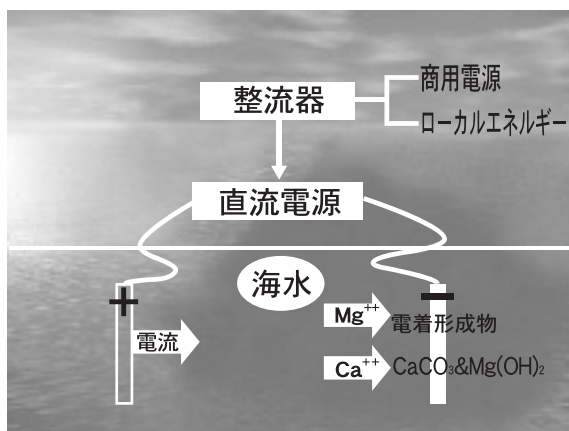 商用電源
整流器
ローカルエネルギー
直流電源
海水
+
−
Mg++
電着形成物
電流
Ca++
CaCO₃&Mg(OH)₂